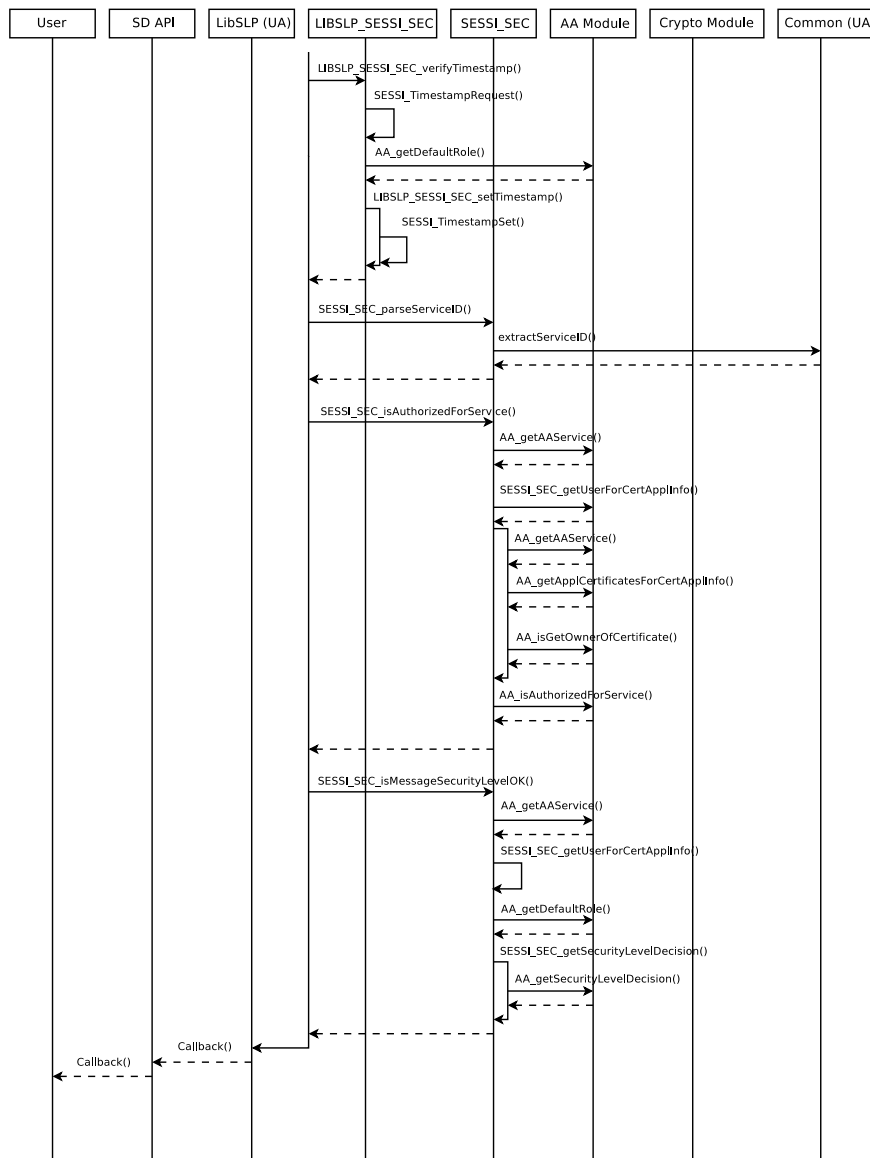 User
SD API
LibSLP (UA)
LIBSLP_SESSI_SEC
SESSI_SEC
AA Module
Crypto Module
Common (UA
LIBSLP_SESSI_SEC_verifyTimestamp()
SESSI_TimestampRequest()
AA_getDefaultRole()
LIBSLP_SESSI_SEC_setTimestamp()
SESSI_TimestampSet()
SESSI_SEC_parseServiceID()
extractServiceID()
SESSI_SEC_isAuthorizedForService()
AA_getAAService()
SESSI_SEC_getUserForCertApplInfo()
AA_getAAService()
AA_getApplCertificatesForCertApplInfo()
AA_isGetOwnerOfCertificate()
AA_isAuthorizedForService()
SESSI_SEC_isMessageSecurityLevelOK()
AA_getAAService()
SESSI_SEC_getUserForCertApplInfo()
AA_getDefaultRole()
SESSI_SEC_getSecurityLevelDecision()
AA_getSecurityLevelDecision()
Callback()
Callback()